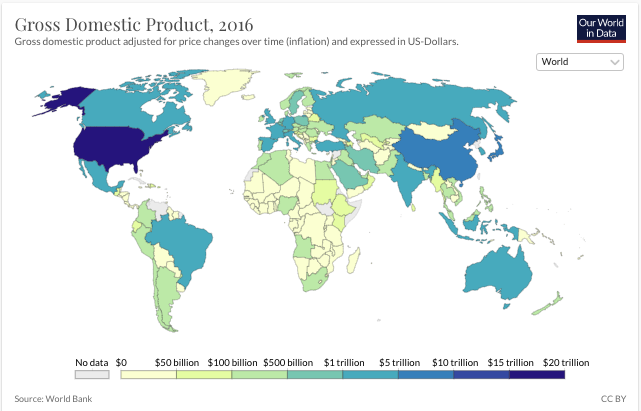 Gross Domestic Product, 2016
Our World
in Data
Gross domestic product adjusted for price changes over time (inflation) and expressed in US-Dollars.
World
No data $0 $50 billion $100 billion $500 billion $1 trillion $5 trillion $10 trillion $15 trillion $20 trillion
Source: World Bank CC BY